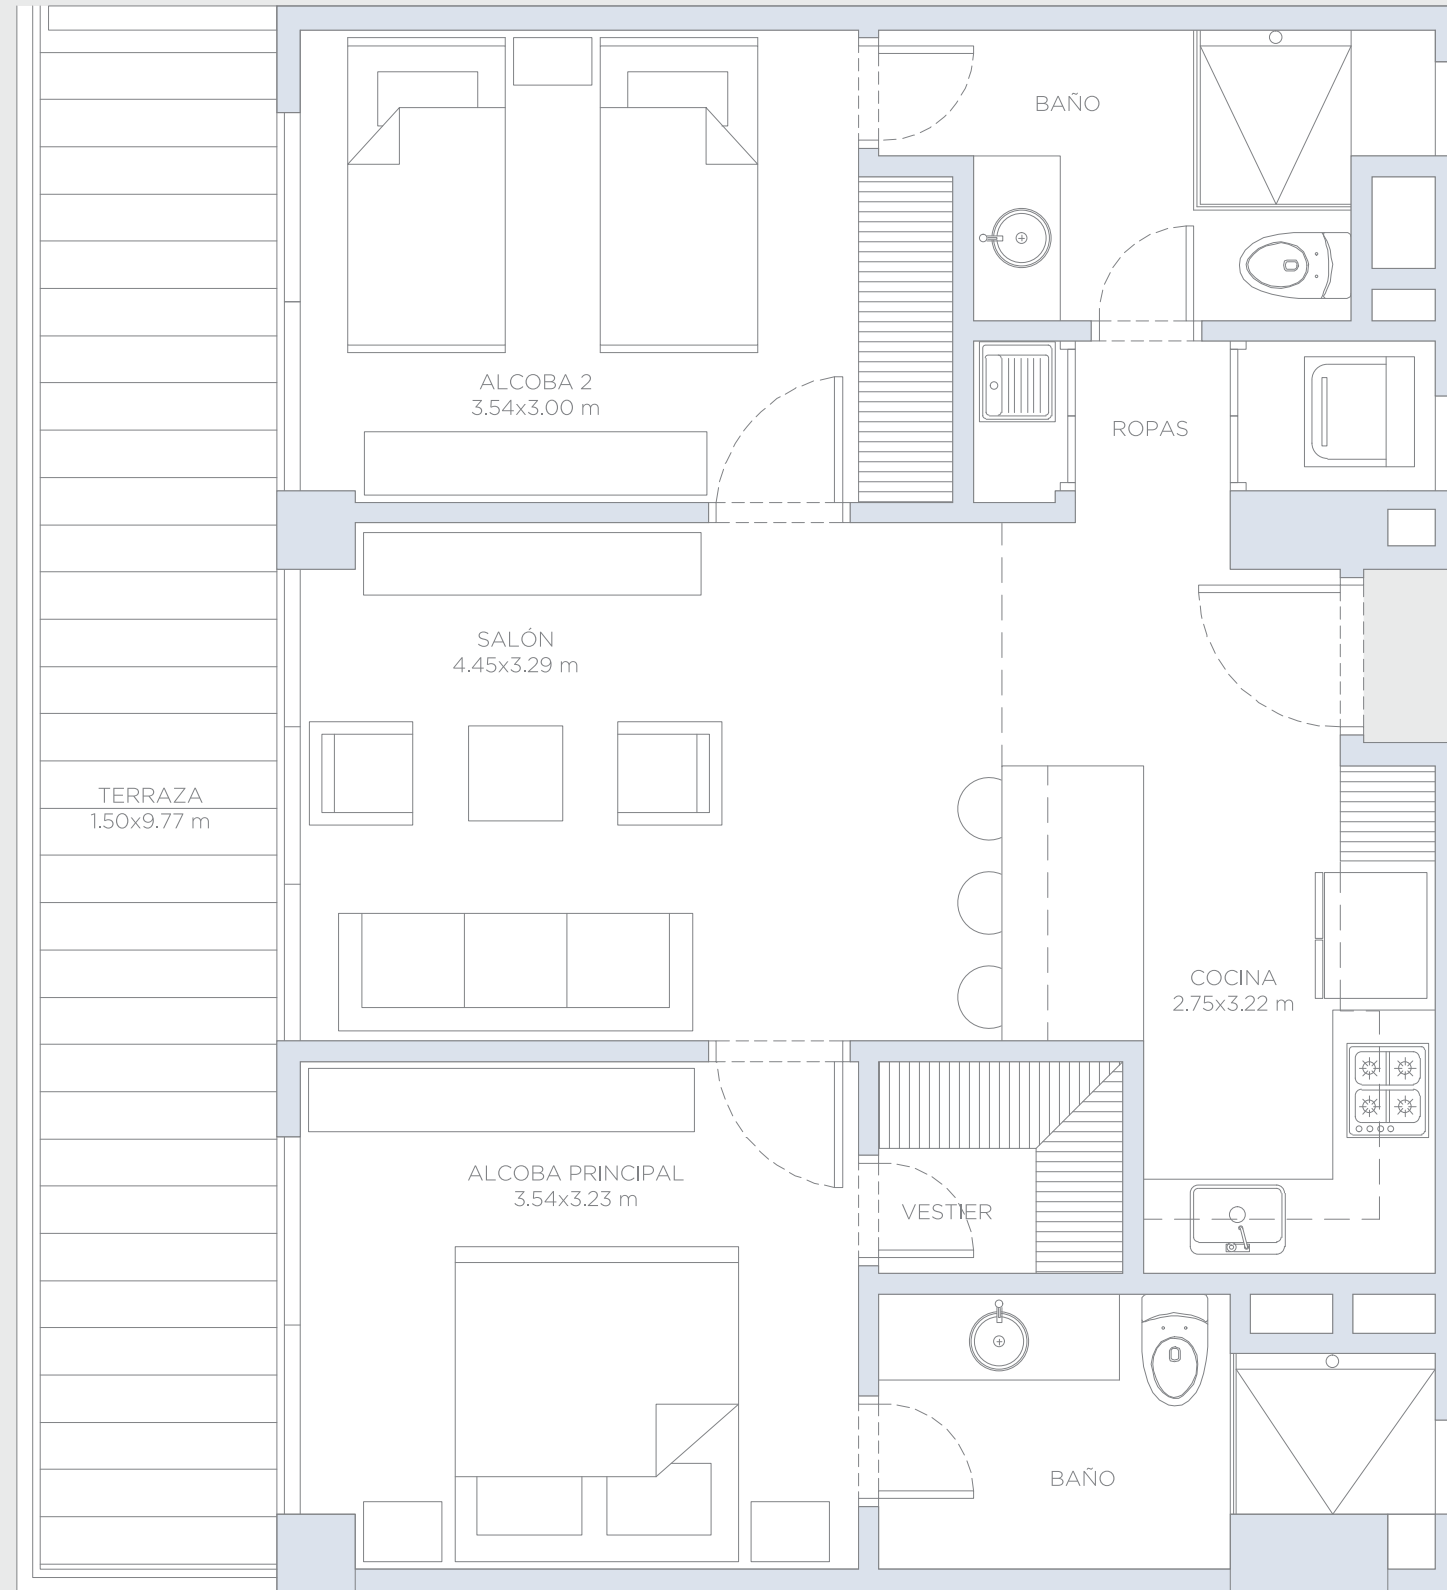 BAÑO
ALCOBA 2
3.54x3.00 m
ROPAS
SALÓN
4.45x3.29 m
TERRAZA
1.50x9.77 m
COCINA
2.75x3.22 m
ALCOBA PRINCIPAL
3.54x3.23 m
VESTIER
BAÑO